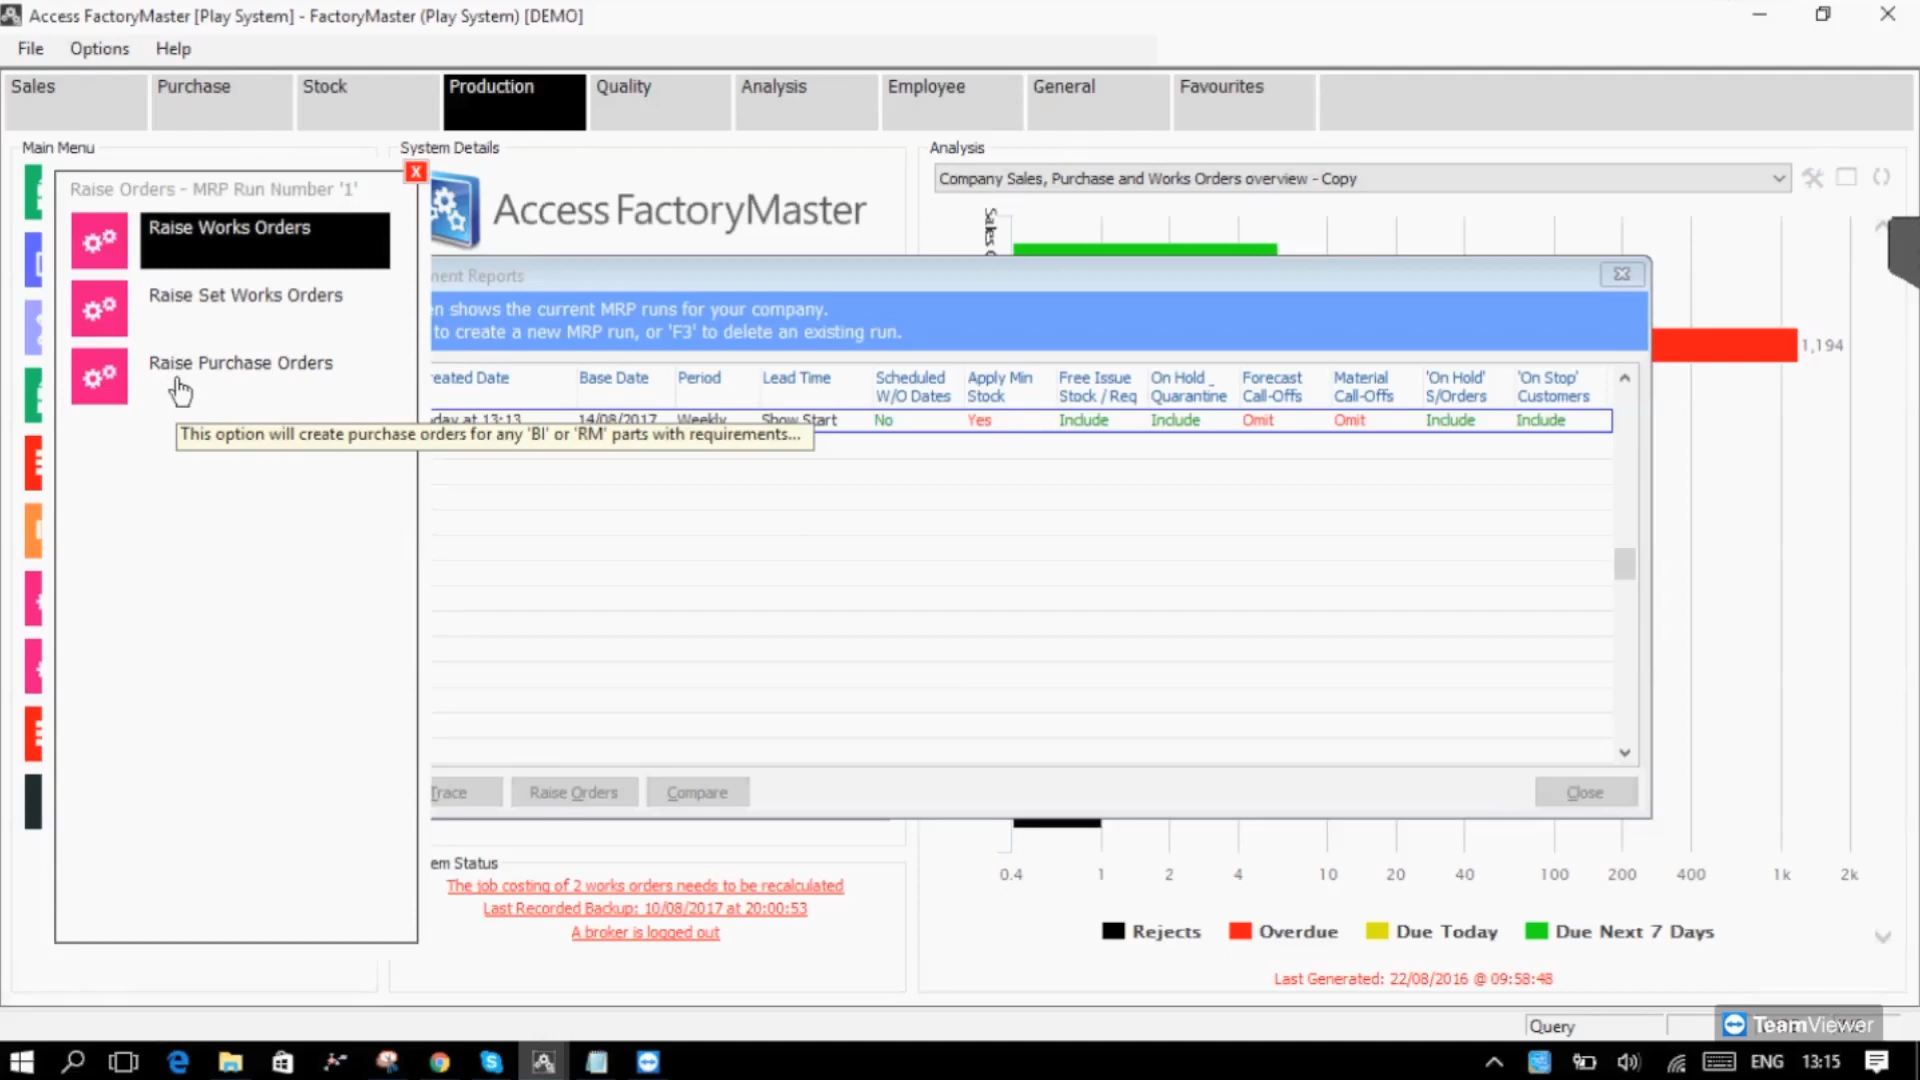 Access FactoryMaster [Play System] - FactoryMaster (Play System) [DEMO]
File Options Help
Sales Purchase Stock Production Quality Analysis Employee General Favourites
Main Menu
System Details
Analysis
X
Raise Orders - MRP Run Number '1'
Raise Works Orders
Raise Set Works Orders
Raise Purchase Orders
This option will create purchase orders for any 'BI' or 'RM' parts with requirements...
Access FactoryMaster
Company Sales, Purchase and Works Orders overview - Copy
Reports
shows the current MRP runs for your company.
to create a new MRP run, or 'F3' to delete an existing run.
Date Base Date Period Lead Time Scheduled W/O Dates Apply Min Stock Free Issue Stock / Req On Hold _ Quarantine Forecast Call-Offs Material Call-Offs 'On Hold' S/Orders 'On Stop' Customers
at 13:13 14/08/2017 Weekly Show Start No Yes Include Include Omit Omit Include Include
1,194
Trace Raise Orders Compare Close
The job costing of 2 works orders needs to be recalculated
Last Recorded Backup: 10/08/2017 at 20:00:53
A broker is logged out
Status
0.4 1 2 4 10 20 40 100 200 400 1k 2k
Rejects Overdue Due Today Due Next 7 Days
Last Generated: 22/08/2016 @ 09:58:48
Query
TeamViewer
ENG 13:15